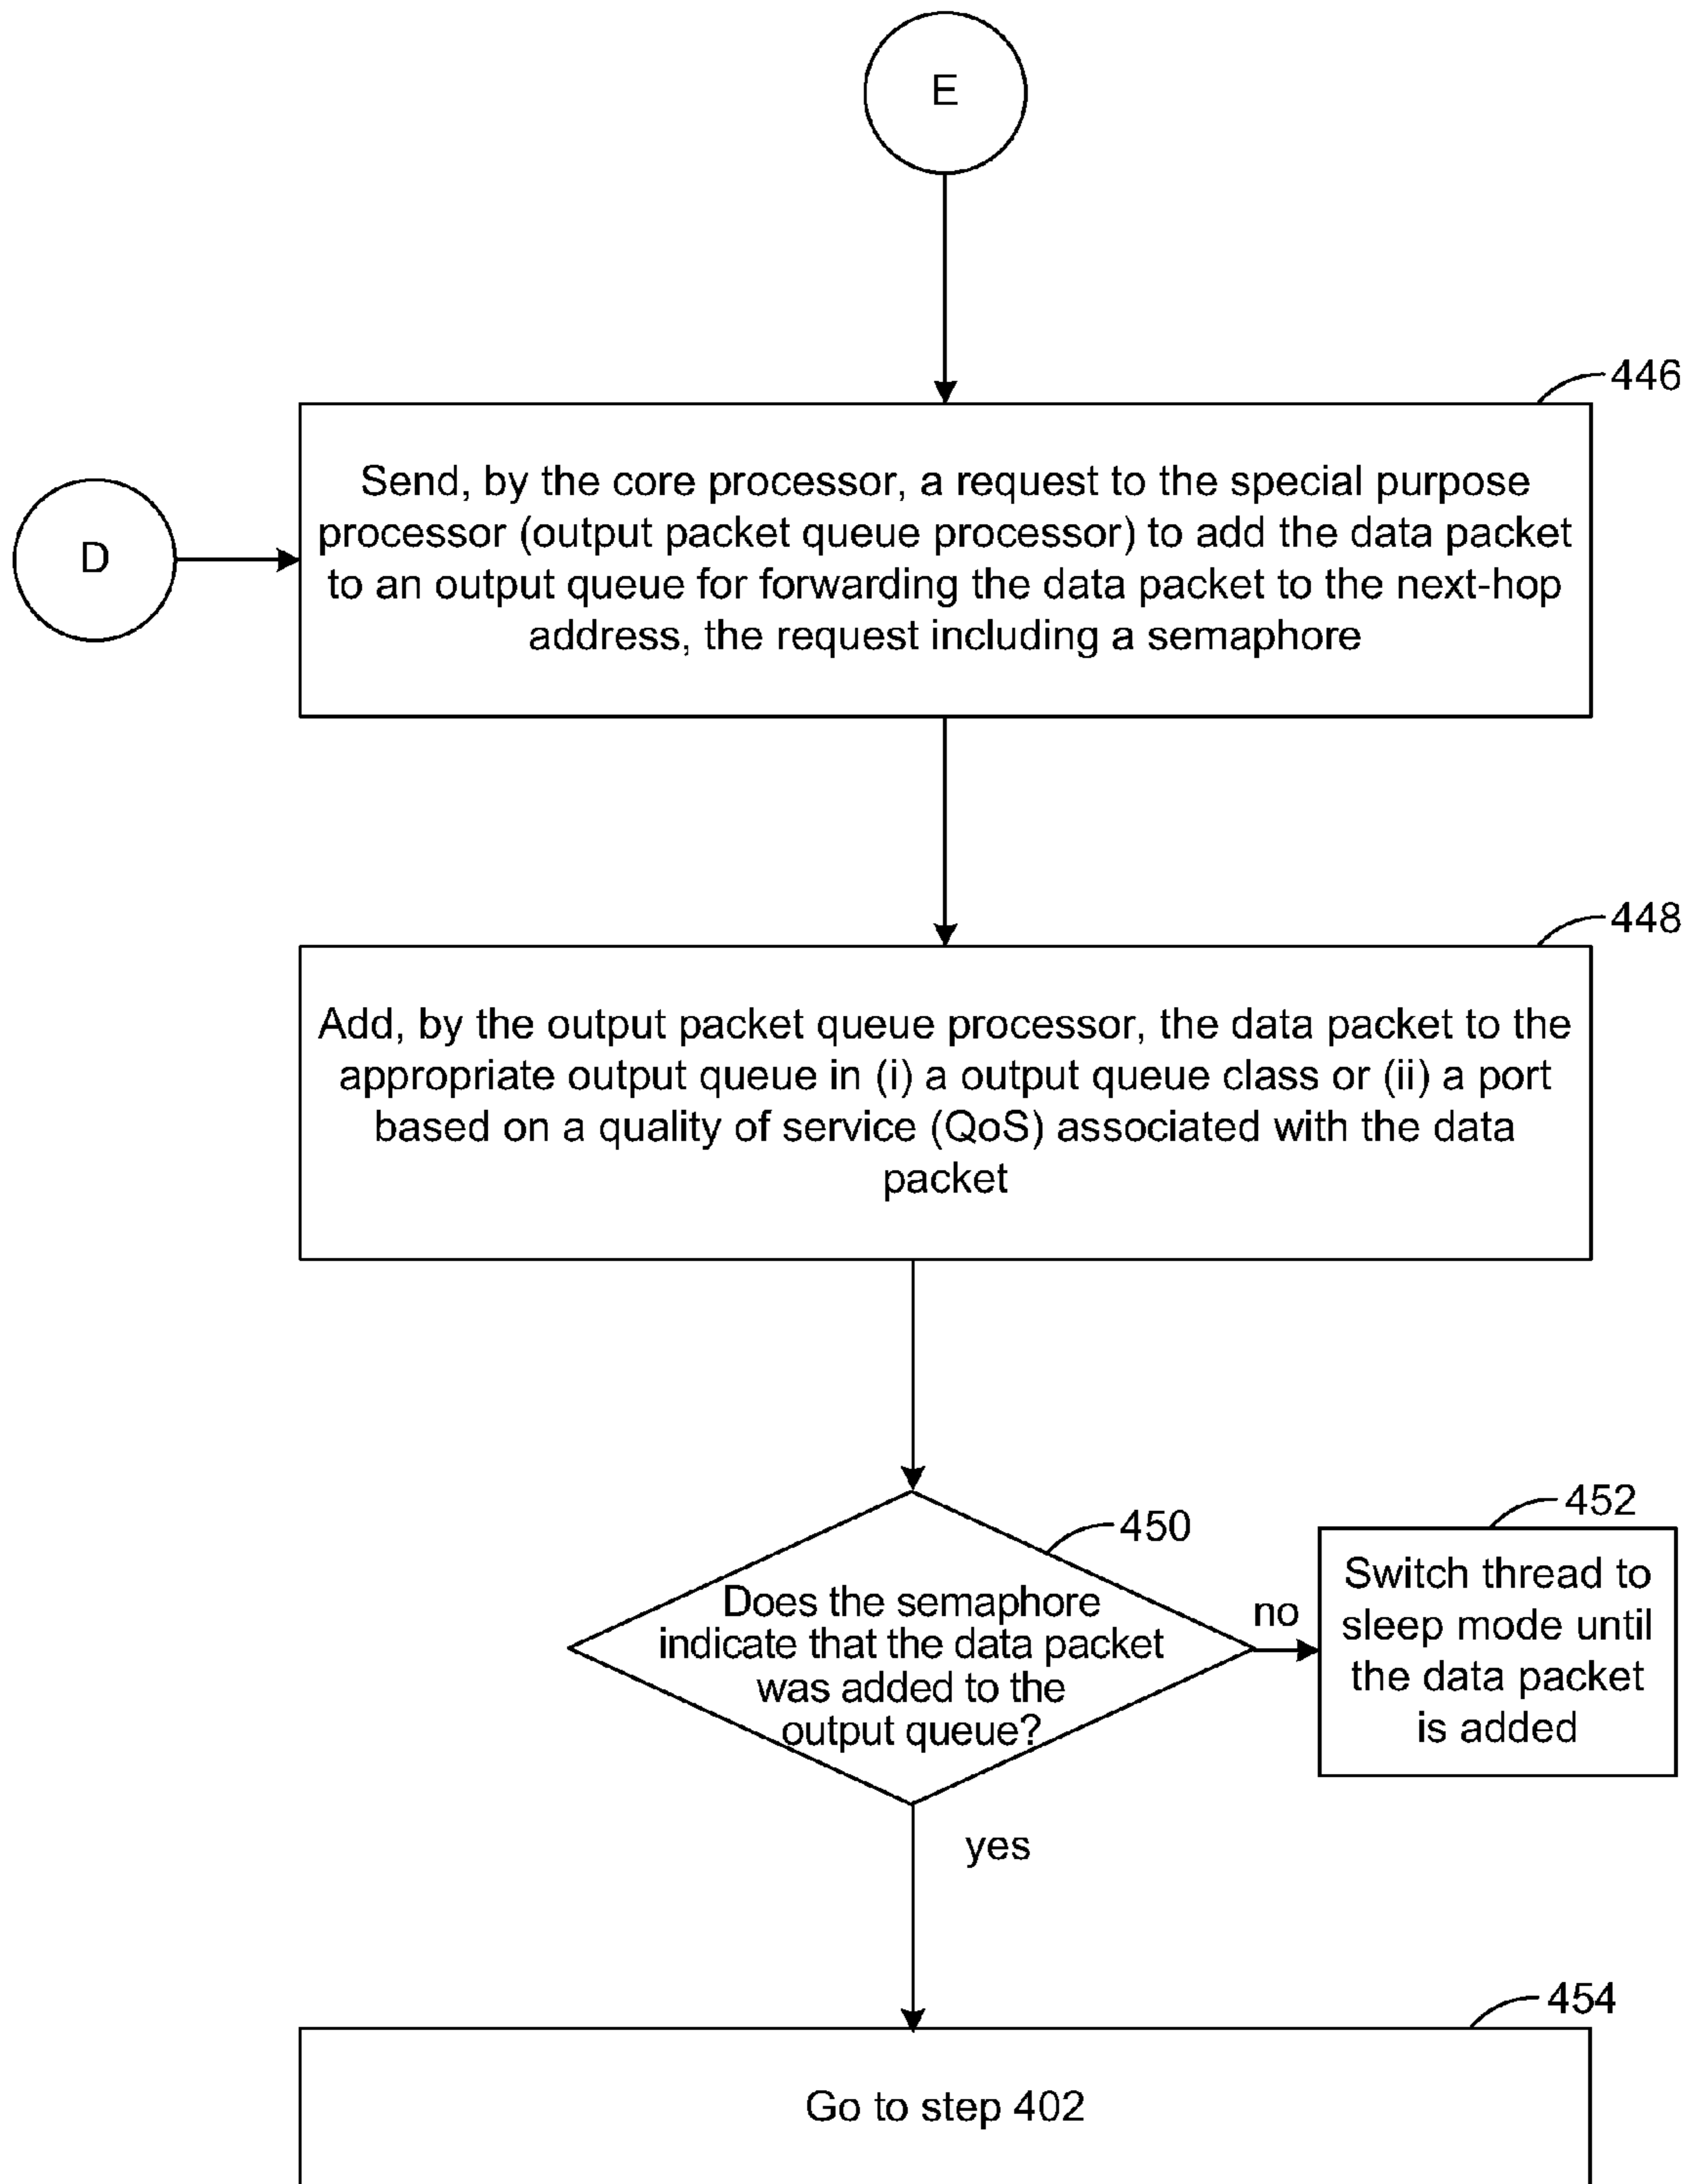 E
446
D
Send, by the core processor, a request to the special purpose
processor (output packet queue processor) to add the data packet
to an output queue for forwarding the data packet to the next-hop
address, the request including a semaphore
448
Add, by the output packet queue processor, the data packet to the
appropriate output queue in (i) a output queue class or (ii) a port
based on a quality of service (QoS) associated with the data
packet
450
Does the semaphore
indicate that the data packet
was added to the
output queue?
no
452
Switch thread to
sleep mode until
the data packet
is added
yes
454
Go to step 402